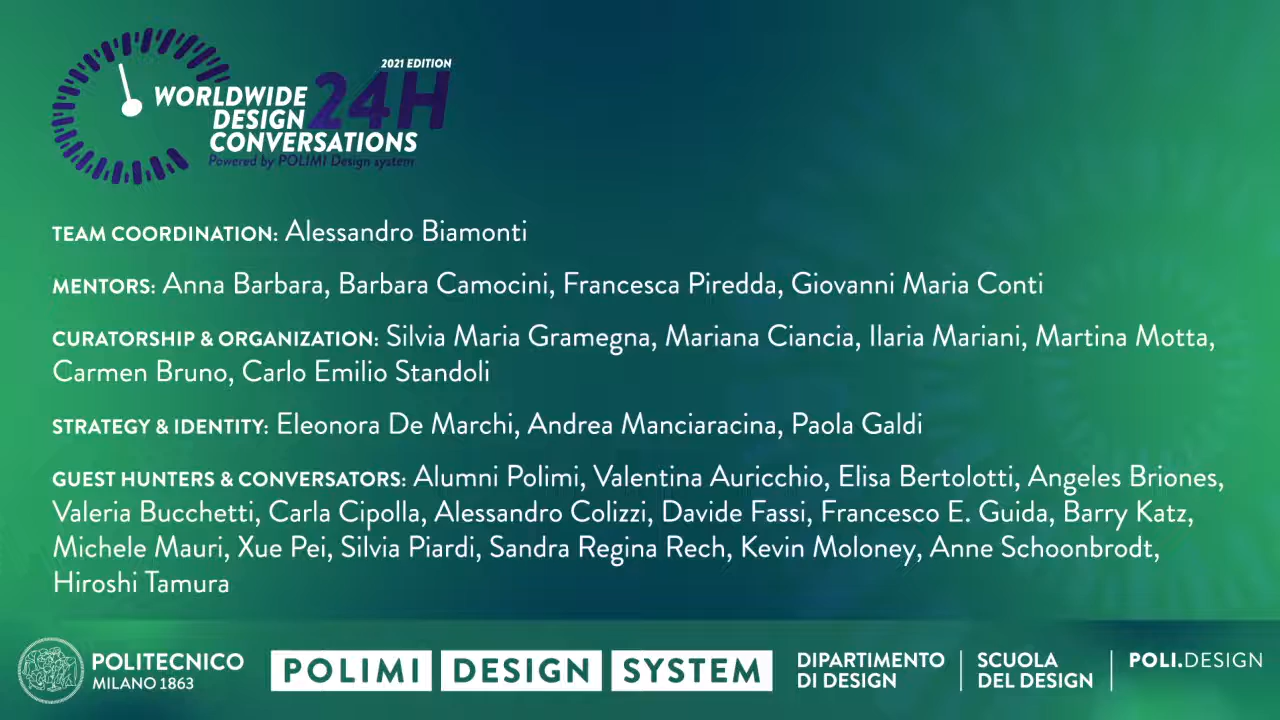 2021 EDITION
WORLDWIDE 24H
DESIGN
CONVERSATIONS
Powered by POLIMI Design system
TEAM COORDINATION: Alessandro Biamonti
MENTORS: Anna Barbara, Barbara Camocini, Francesca Piredda, Giovanni Maria Conti
CURATORSHIP & ORGANIZATION: Silvia Maria Gramegna, Mariana Ciancia, Ilaria Mariani, Martina Motta,
Carmen Bruno, Carlo Emilio Standoli
STRATEGY & IDENTITY: Eleonora De Marchi, Andrea Manciaracina, Paola Galdi
GUEST HUNTERS & CONVERSATORS: Alumni Polimi, Valentina Auricchio, Elisa Bertolotti, Angeles Briones,
Valeria Bucchetti, Carla Cipolla, Alessandro Colizzi, Davide Fassi, Francesco E. Guida, Barry Katz,
Michele Mauri, Xue Pei, Silvia Piardi, Sandra Regina Rech, Kevin Moloney, Anne Schoonbrodt,
Hiroshi Tamura
POLITECNICO
MILANO 1863
POLIMI DESIGN SYSTEM
DIPARTIMENTO
DI DESIGN
SCUOLA
DEL DESIGN
POLI.DESIGN